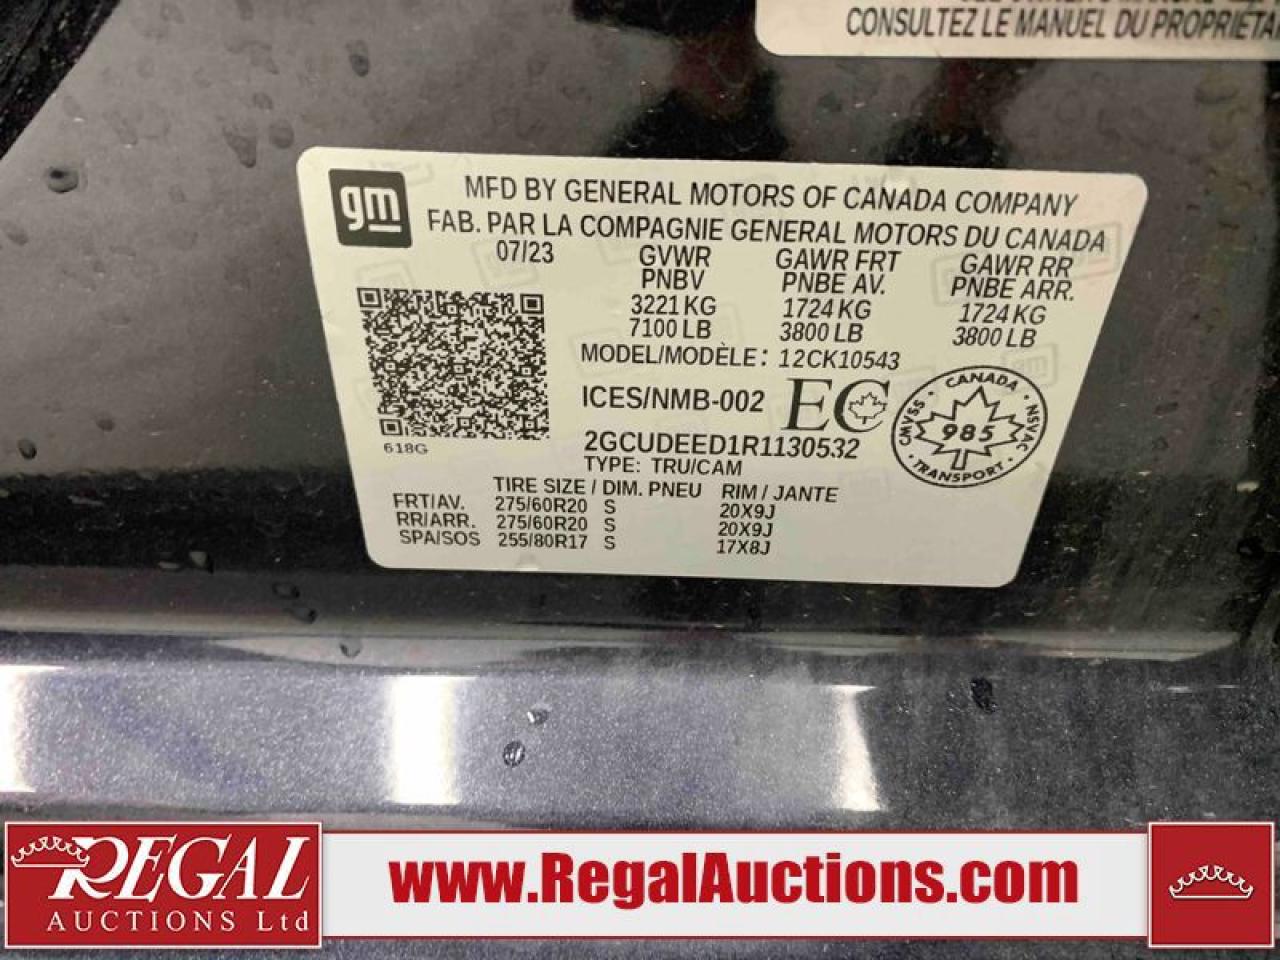 CONSULTEZ LE MANUEL DU PROPRIÉTAI
gm
MFD BY GENERAL MOTORS OF CANADA COMPANY
FAB. PAR LA COMPAGNIE GENERAL MOTORS DU CANADA
07/23 GVWR GAWR FRT GAWR RR
PNBV PNBE AV. PNBE ARR.
3221 KG 1724 KG 1724 KG
7100 LB 3800 LB 3800 LB
MODEL/MODÈLE: 12CK10543
ICES/NMB-002 EC
CANADA
CMVSS 985 NSVAC
TRANSPORT
618G
2GCUDEED1R1130532
TYPE: TRU/CAM
TIRE SIZE / DIM. PNEU RIM / JANTE
FRT/AV. 275/60R20 S 20X9J
RR/ARR. 275/60R20 S 20X9J
SPA/SOS 255/80R17 S 17X8J
REGAL
AUCTIONS Ltd
www.RegalAuctions.com